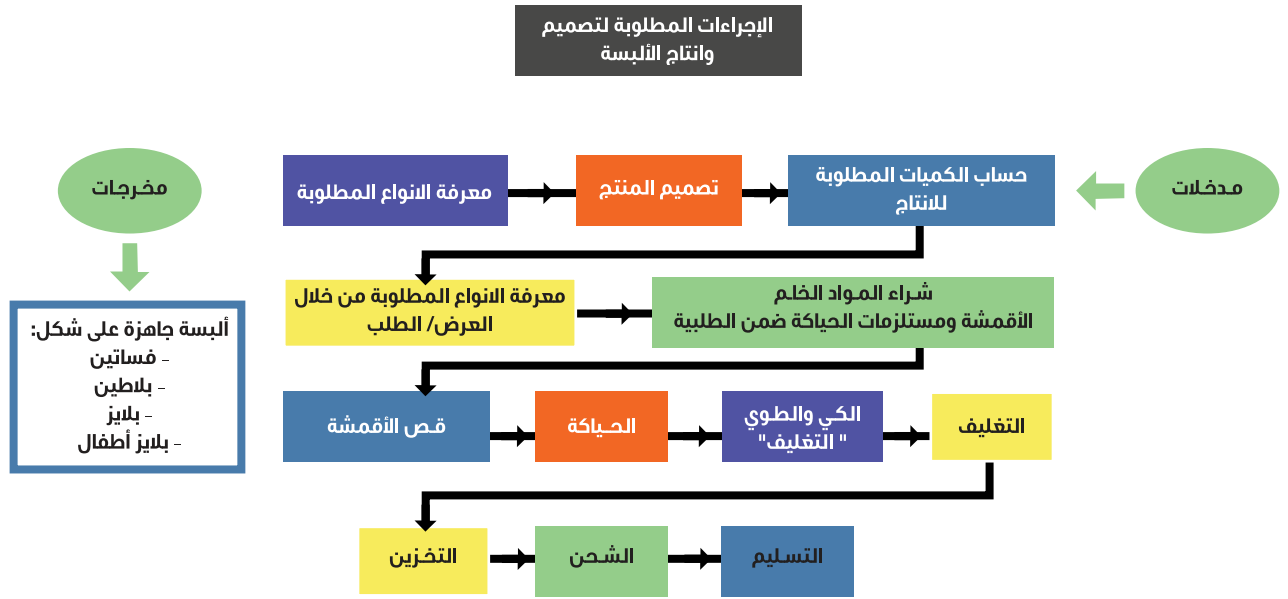 الإجراءات المطلوبة لتصميم
وانتاج الألبسة
مدخلات
حساب الكميات المطلوبة
للانتاج
تصميم المنتج
معرفة الانواع المطلوبة
مخرجات
معرفة الانواع المطلوبة من خلال
العرض/ الطلب
شراء المواد الخلم
الأقمشة ومستلزمات الحياكة ضمن الطلبية
ألبسة جاهزة على شكل:
- فساتين
- بلاطين
- بلايز
- بلايز أطفال
قص الأقمشة
الحياكة
الكي والطوي
"التغليف "
التغليف
التخزين
الشحن
التسليم